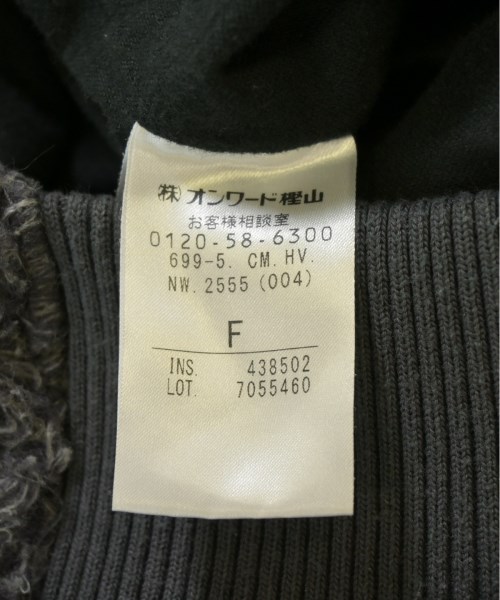 ㈱オンワード樫山
お客様相談室
0120-58-6300
699-5. CM. HV.
NW. 2555 (004)
F
INS. 438502
LOT. 7055460